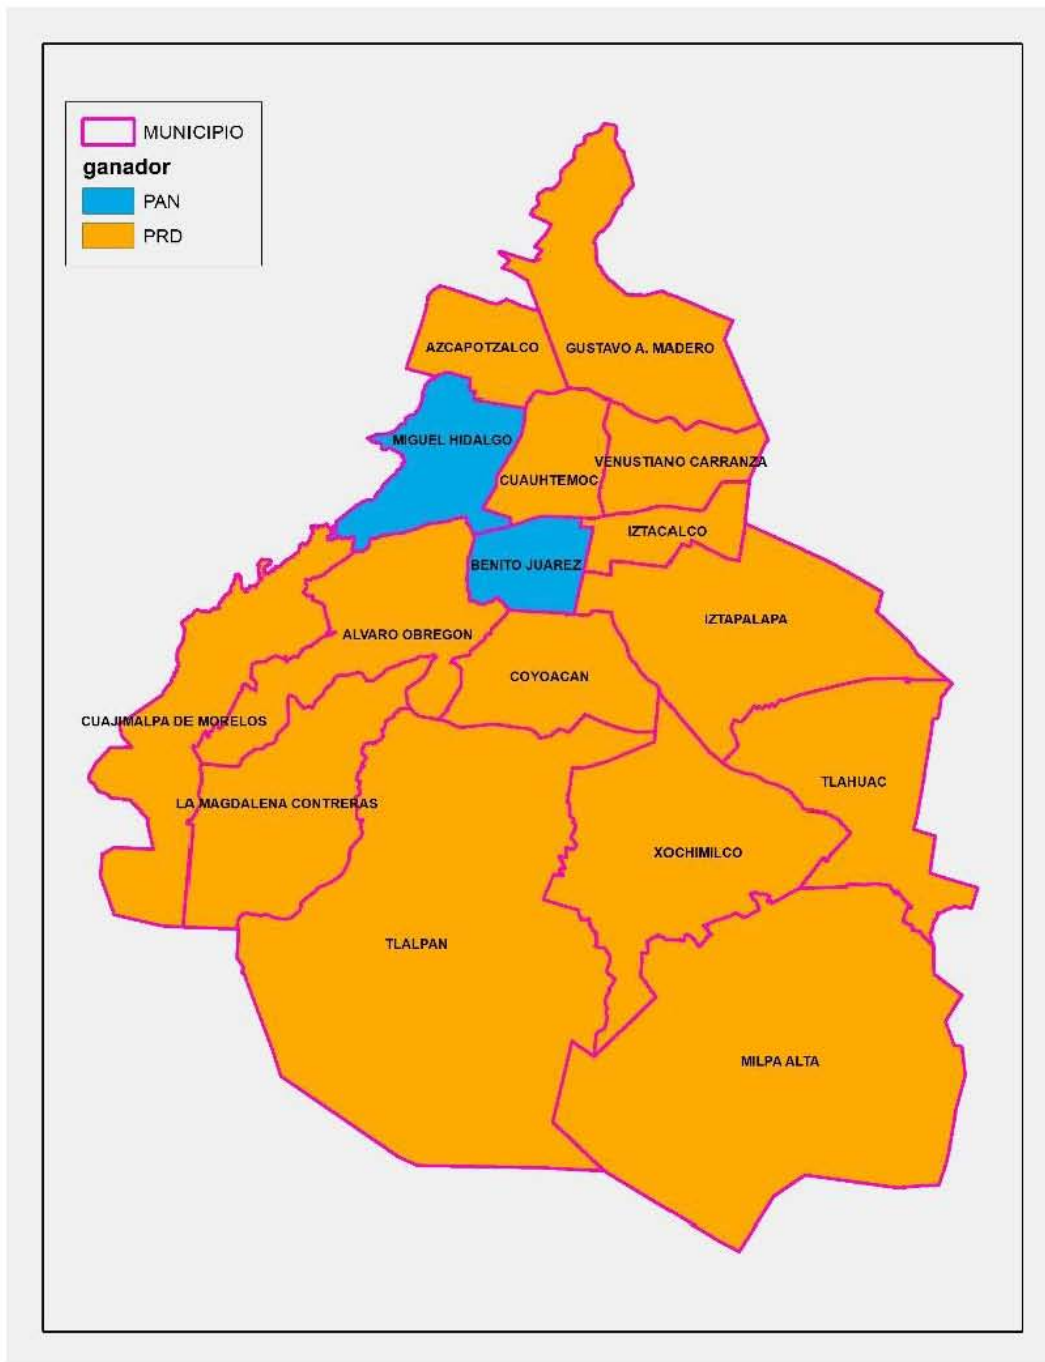 MUNICIPIO
ganador
PAN
PRD
AZCAPOTZALCO
GUSTAVO A. MADERO
MIGUEL HIDALGO
VENUSTIANO CARRANZA
CUAUHTEMOC
IZTACALCO
BENITO JUAREZ
IZTAPALAPA
ALVARO OBREGON
COYOACAN
CUAJIMALPA DE MORELOS
TLAHUAC
LA MAGDALENA CONTRERAS
XOCHIMILCO
TLALPAN
MILPA ALTA